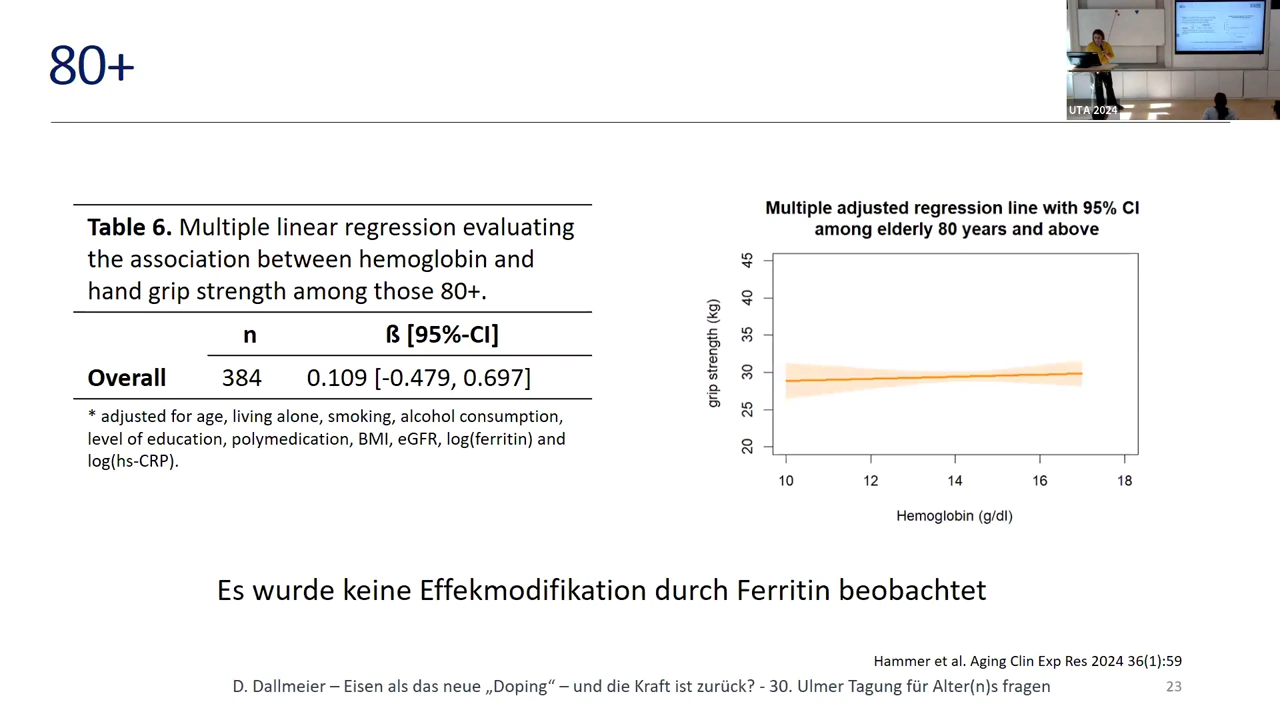 80+
UTA 2024
Table 6. Multiple linear regression evaluating
the association between hemoglobin and
hand grip strength among those 80+.
n ß [95%-CI]
Overall 384 0.109 [-0.479, 0.697]
* adjusted for age, living alone, smoking, alcohol consumption,
level of education, polymedication, BMI, eGFR, log(ferritin) and
log(hs-CRP).
Multiple adjusted regression line with 95% CI
among elderly 80 years and above
grip strength (kg)
45
40
35
30
25
20
10 12 14 16 18
Hemoglobin (g/dl)
Es wurde keine Effekmodifikation durch Ferritin beobachtet
Hammer et al. Aging Clin Exp Res 2024 36(1):59
D. Dallmeier – Eisen als das neue „Doping“ – und die Kraft ist zurück? - 30. Ulmer Tagung für Alter(n)s fragen
23